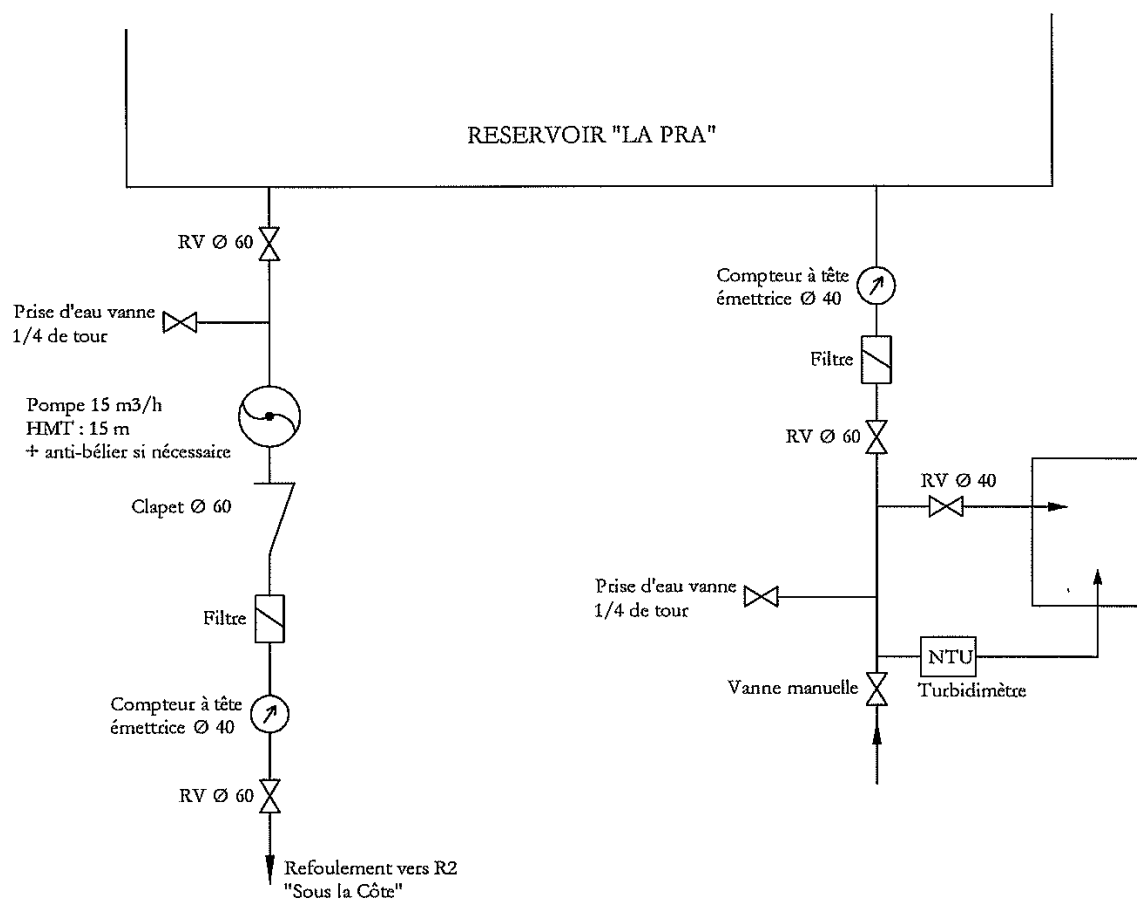 RESERVOIR "LA PRA"
RV Ø 60
Prise d'eau vanne
1/4 de tour
Pompe 15 m3/h
HMT : 15 m
+ anti-bélier si nécessaire
Clapet Ø 60
Filtre
Compteur à tête
émettrice Ø 40
RV Ø 60
Refoulement vers R2
"Sous la Côte"
Compteur à tête
émettrice Ø 40
Filtre
RV Ø 60
RV Ø 40
Prise d'eau vanne
1/4 de tour
NTU
Turbidimètre
Vanne manuelle